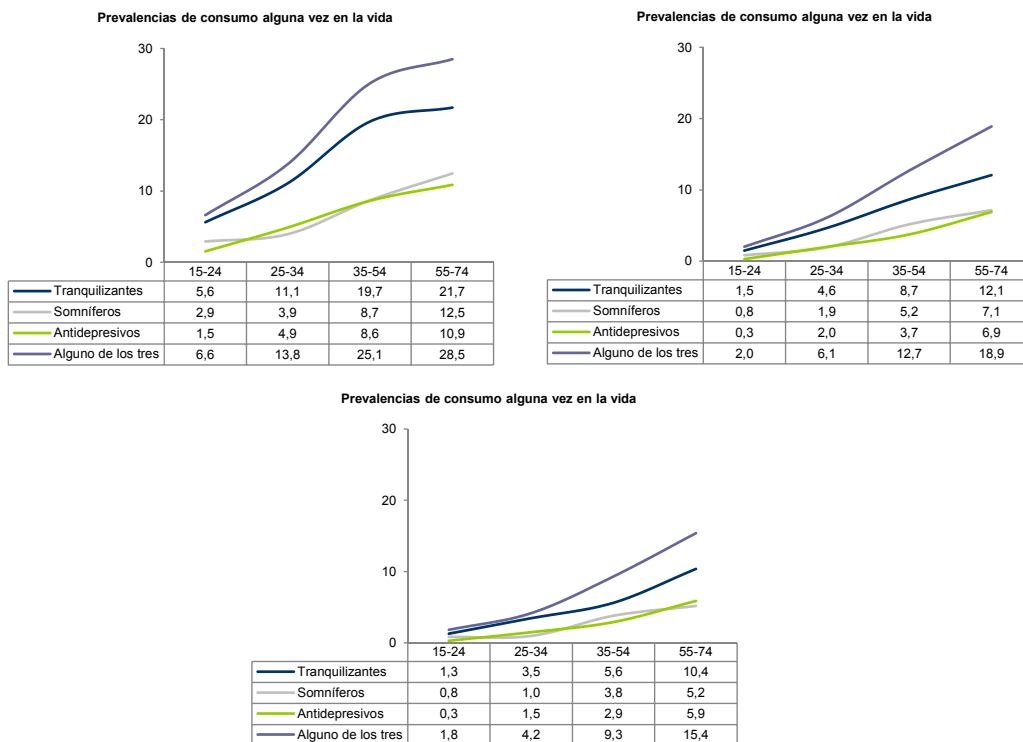 Prevalencias de consumo alguna vez en la vida
30
20
10
0
15-24 25-34 35-54 55-74
Tranquilizantes 5,6 11,1 19,7 21,7
Somníferos 2,9 3,9 8,7 12,5
Antidepresivos 1,5 4,9 8,6 10,9
Alguno de los tres 6,6 13,8 25,1 28,5
Prevalencias de consumo alguna vez en la vida
30
20
10
0
15-24 25-34 35-54 55-74
Tranquilizantes 1,5 4,6 8,7 12,1
Somníferos 0,8 1,9 5,2 7,1
Antidepresivos 0,3 2,0 3,7 6,9
Alguno de los tres 2,0 6,1 12,7 18,9
Prevalencias de consumo alguna vez en la vida
30
20
10
0
15-24 25-34 35-54 55-74
Tranquilizantes 1,3 3,5 5,6 10,4
Somníferos 0,8 1,0 3,8 5,2
Antidepresivos 0,3 1,5 2,9 5,9
Alguno de los tres 1,8 4,2 9,3 15,4